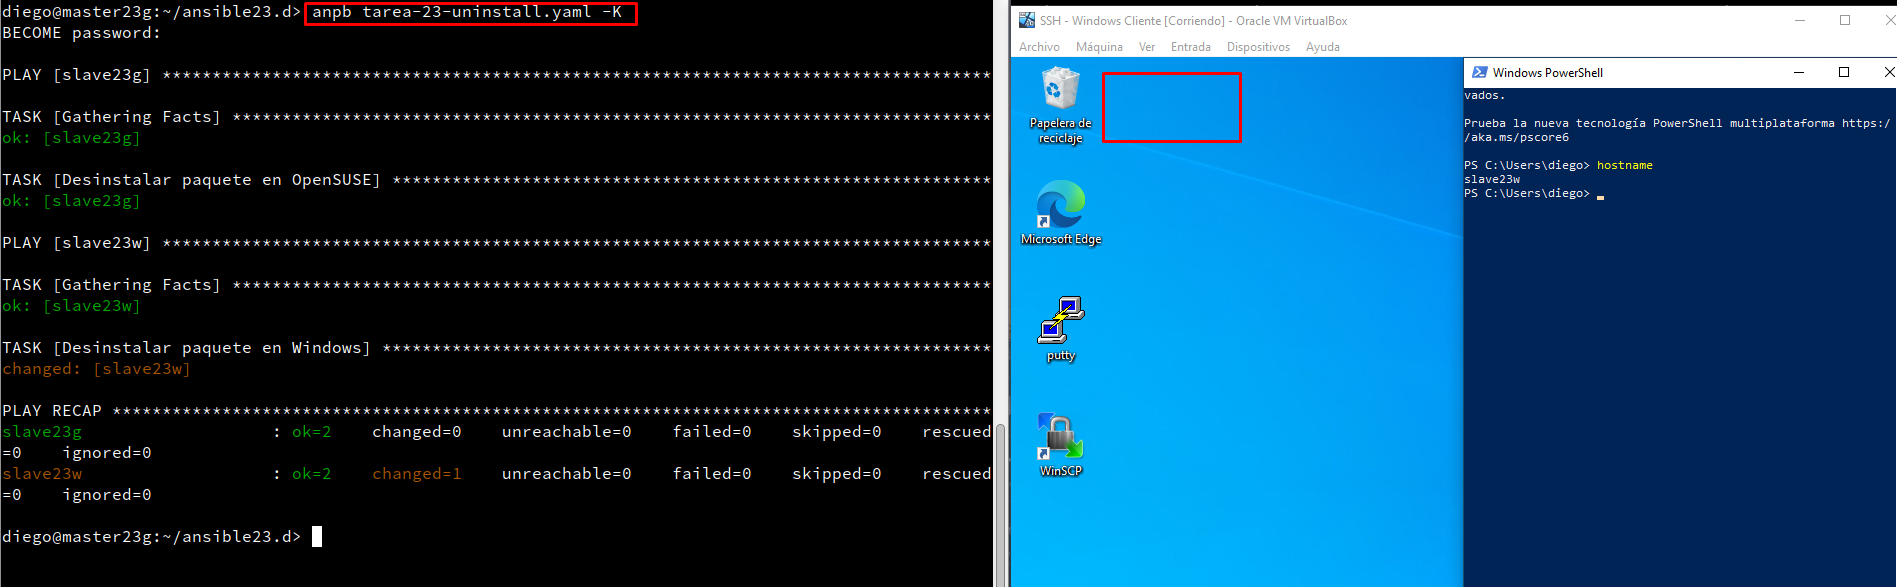 diego@master23g:~/ansible23.d> anpb tarea-23-uninstall.yaml -K
BECOME password:
PLAY [slave23g] ***********************************************************************************
TASK [Gathering Facts] ****************************************************************************
ok: [slave23g]
TASK [Desinstalar paquete en OpenSUSE] ************************************************************
ok: [slave23g]
PLAY [slave23w] ***********************************************************************************
TASK [Gathering Facts] ****************************************************************************
ok: [slave23w]
TASK [Desinstalar paquete en Windows] *************************************************************
changed: [slave23w]
PLAY RECAP ****************************************************************************************
slave23g                   : ok=2    changed=0    unreachable=0    failed=0    skipped=0    rescued
=0    ignored=0
slave23w                   : ok=2    changed=1    unreachable=0    failed=0    skipped=0    rescued
=0    ignored=0
diego@master23g:~/ansible23.d>
SSH - Windows Cliente [Corriendo] - Oracle VM VirtualBox
Archivo Máquina Ver Entrada Dispositivos Ayuda
Papelera de
reciclaje
Microsoft Edge
putty
WinSCP
Windows PowerShell
vados.
Prueba la nueva tecnología PowerShell multiplataforma https:/
/aka.ms/pscore6
PS C:\Users\diego> hostname
slave23w
PS C:\Users\diego>